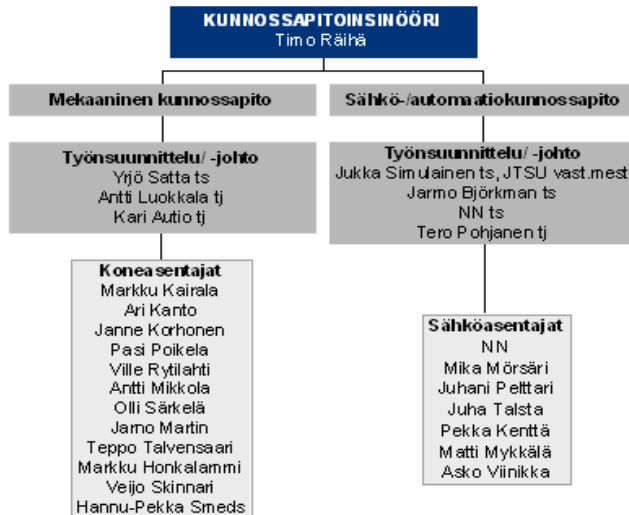 KUNNOSSAPITOINSINÖÖRI
Timo Räihä
Mekaaninen kunnossapito
Työnsuunnittelu/ -johto
Yrjö Satta ts
Antti Luokkala tj
Kari Autio tj
Koneasentajat
Markku Kairala
Ari Kanto
Janne Korhonen
Pasi Poikela
Ville Rytilahti
Antti Mikkola
Olli Särkelä
Jarno Martin
Teppo Talvensaari
Markku Honkalammi
Veijo Skinnari
Hannu-Pekka Smeds
Sähkö-/automaatiokunnossapito
Työnsuunnittelu/ -johto
Jukka Simulainen ts, JTSU vast.mest
Jarmo Björkman ts
NN ts
Tero Pohjanen tj
Sähköasentajat
NN
Mika Mörsäri
Juhani Pelttari
Juha Talsta
Pekka Kenttä
Matti Mykkälä
Asko Viinikka